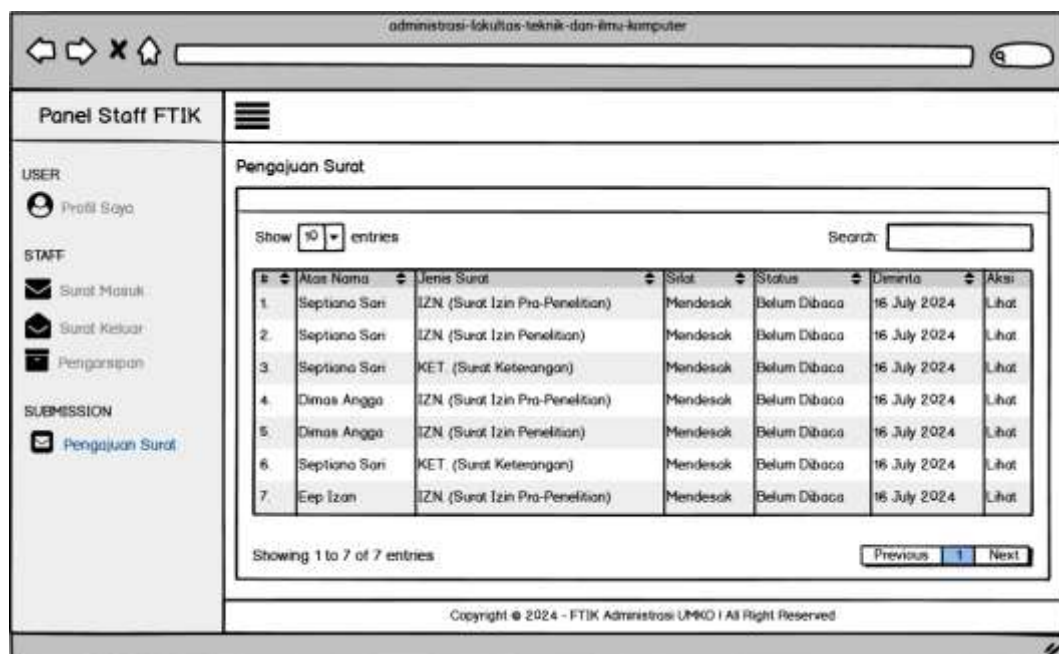 administrasi-fakultas-teknik-dan-ilmu-komputer
Panel Staff FTIK
USER
Profil Saya
STAFF
Surat Masuk
Surat Keluar
Pengarsipan
SUBMISSION
Pengajuan Surat
Pengajuan Surat
Show 10 entries Search:
# Atas Nama Jenis Surat Sifat Status Diminta Aksi
1. Septiana Sari IZN. (Surat Izin Pra-Penelitian) Mendesak Belum Dibaca 16 July 2024 Lihat
2. Septiana Sari IZN. (Surat Izin Penelitian) Mendesak Belum Dibaca 16 July 2024 Lihat
3. Septiana Sari KET. (Surat Keterangan) Mendesak Belum Dibaca 16 July 2024 Lihat
4. Dimas Angga IZN. (Surat Izin Pra-Penelitian) Mendesak Belum Dibaca 16 July 2024 Lihat
5. Dimas Angga IZN. (Surat Izin Penelitian) Mendesak Belum Dibaca 16 July 2024 Lihat
6. Septiana Sari KET. (Surat Keterangan) Mendesak Belum Dibaca 16 July 2024 Lihat
7. Eep Izan IZN. (Surat Izin Pra-Penelitian) Mendesak Belum Dibaca 16 July 2024 Lihat
Showing 1 to 7 of 7 entries Previous 1 Next
Copyright © 2024 - FTIK Administrasi UMKO | All Right Reserved